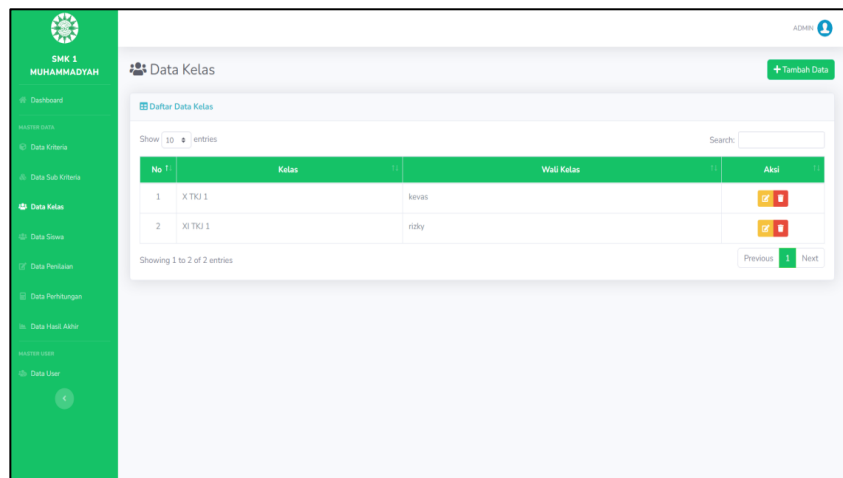 ADMIN
SMK 1
MUHAMMADYAH
Data Kelas
+ Tambah Data
Dashboard
Daftar Data Kelas
MASTER DATA
Data Kriteria
Show 10 entries
Search:
Data Sub Kriteria
No Kelas Wali Kelas Aksi
1 X TKJ 1 kevas
2 XI TKJ 1 rizky
Showing 1 to 2 of 2 entries
Previous 1 Next
Data Kelas
Data Siswa
Data Penilaian
Data Perhitungan
Data Hasil Akhir
MASTER USER
Data User